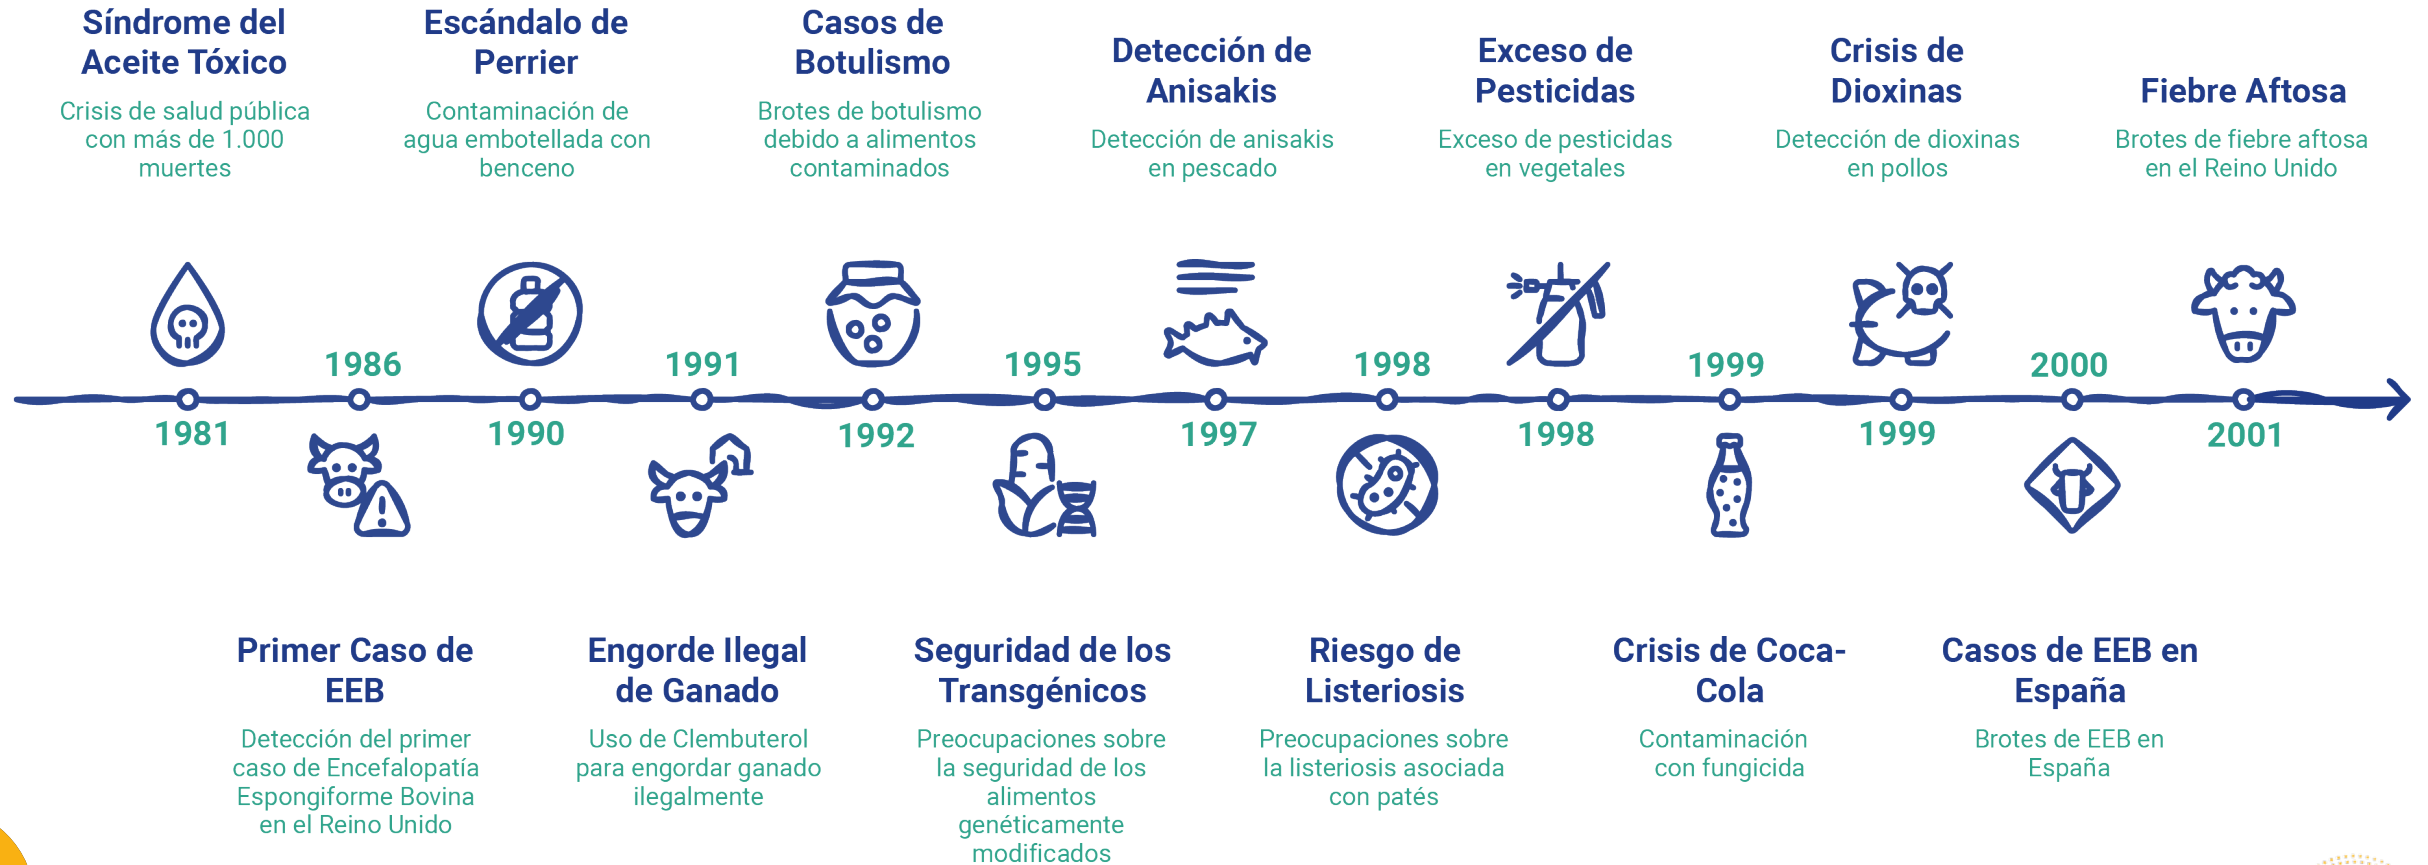 Síndrome del
Aceite Tóxico
Crisis de salud pública
con más de 1.000
muertes
Escándalo de
Perrier
Contaminación de
agua embotellada con
benceno
Casos de
Botulismo
Brotes de botulismo
debido a alimentos
contaminados
Detección de
Anisakis
Detección de anisakis
en pescado
Exceso de
Pesticidas
Exceso de pesticidas
en vegetales
Crisis de
Dioxinas
Detección de dioxinas
en pollos
Fiebre Aftosa
Brotes de fiebre aftosa
en el Reino Unido
1986
1991
1995
1998
1999
2000
1981
1990
1992
1997
1998
1999
2001
Primer Caso de
EEB
Detección del primer
caso de Encefalopatía
Espongiforme Bovina
en el Reino Unido
Engorde Ilegal
de Ganado
Uso de Clembuterol
para engordar ganado
ilegalmente
Seguridad de los
Transgénicos
Preocupaciones sobre
la seguridad de los
alimentos
genéticamente
modificados
Riesgo de
Listeriosis
Preocupaciones sobre
la listeriosis asociada
con patés
Crisis de Coca-
Cola
Contaminación
con fungicida
Casos de EEB en
España
Brotes de EEB en
España